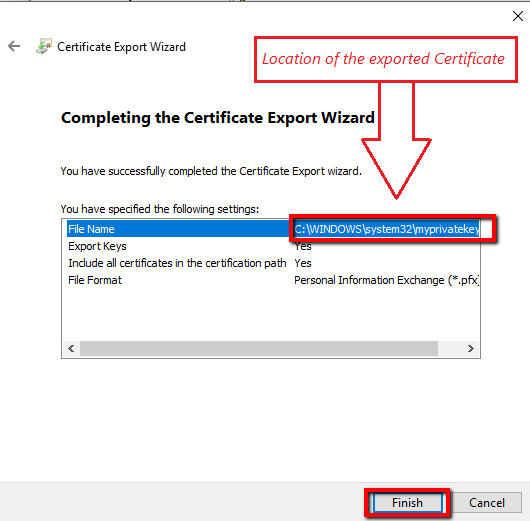 Certificate Export Wizard
Location of the exported Certificate
Completing the Certificate Export Wizard
You have successfully completed the Certificate Export wizard.
You have specified the following settings:
File Name C:\WINDOWS\system32\myprivatekey
Export Keys Yes
Include all certificates in the certification path Yes
File Format Personal Information Exchange (*.pfx)
Finish Cancel